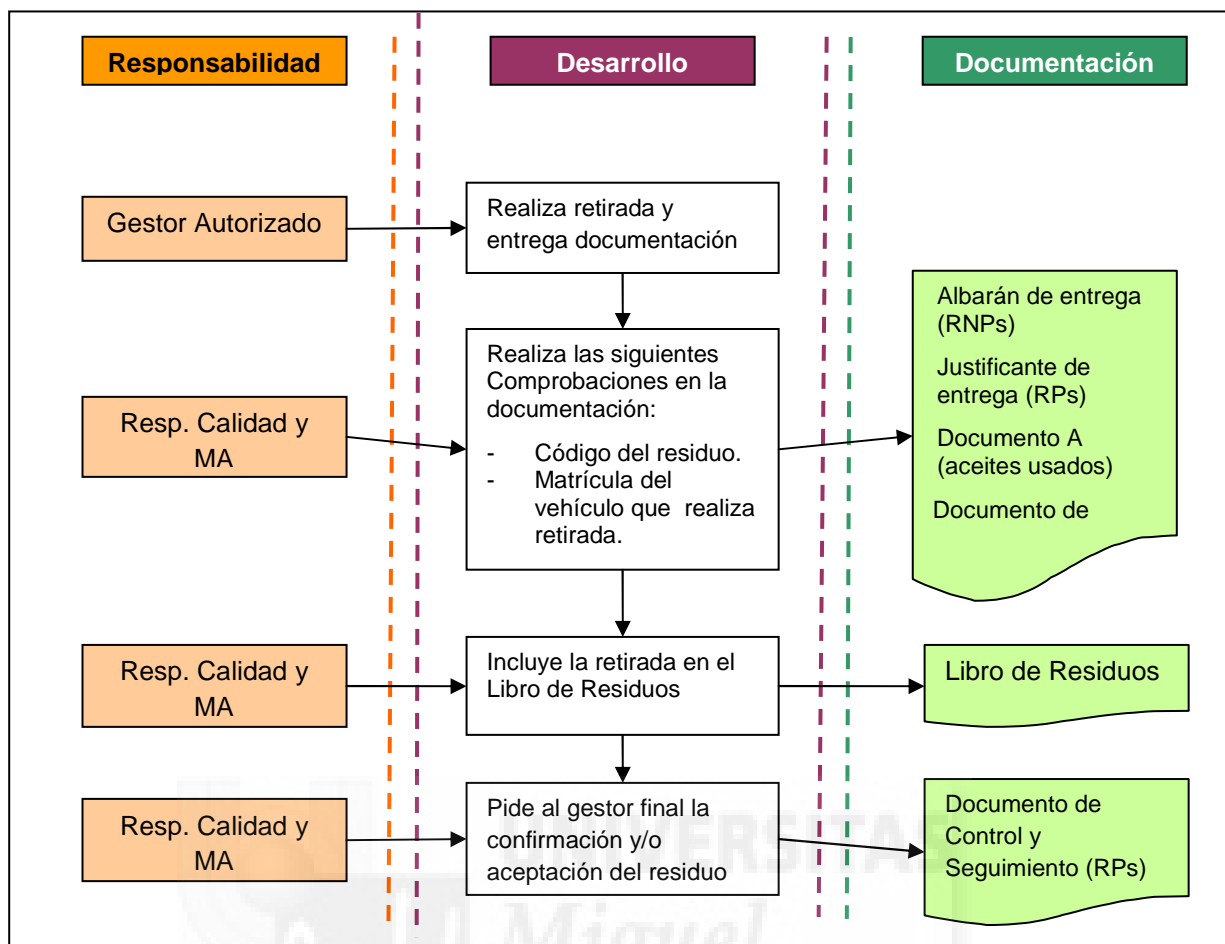 Responsabilidad
Desarrollo
Documentación
Gestor Autorizado
Realiza retirada y
entrega documentación
Resp. Calidad y
MA
Realiza las siguientes
Comprobaciones en la
documentación:
- Código del residuo.
- Matrícula del
vehículo que realiza
retirada.
Albarán de entrega
(RNPs)
Justificante de
entrega (RPs)
Documento A
(aceites usados)
Documento de
Resp. Calidad y
MA
Incluye la retirada en el
Libro de Residuos
Libro de Residuos
Resp. Calidad y
MA
Pide al gestor final la
confirmación y/o
aceptación del residuo
Documento de
Control y
Seguimiento (RPs)
UNIVERSITAS
Miguel